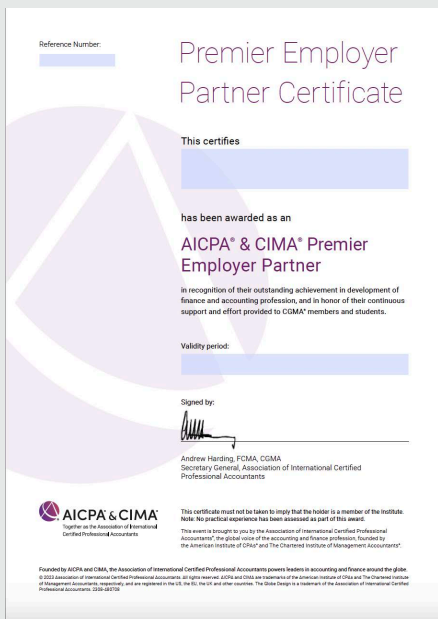 Reference Number:
Premier Employer
Partner Certificate
This certifies
has been awarded as an
AICPA® & CIMA® Premier
Employer Partner
in recognition of their outstanding achievement in development of
finance and accounting profession, and in honor of their continuous
support and effort provided to CGMA® members and students.
Validity period:
Signed by:
Andrew Harding, FCMA, CGMA
Secretary General, Association of International Certified
Professional Accountants
AICPA® & CIMA®
Together as the Association of International
Certified Professional Accountants
This certificate must not be taken to imply that the holder is a member of the Institute.
Note: No practical experience has been assessed as part of this award.
This event is brought to you by the Association of International Certified Professional
Accountants®, the global voice of the accounting and finance profession, founded by
the American Institute of CPAs® and The Chartered Institute of Management Accountants®.
Founded by AICPA and CIMA, the Association of International Certified Professional Accountants powers leaders in accounting and finance around the globe.
© 2023 Association of International Certified Professional Accountants. All rights reserved. AICPA and CIMA are trademarks of the American Institute of CPAs and The Chartered Institute
of Management Accountants, respectively, and are registered in the US, the EU, the UK and other countries. The Globe Design is a trademark of the Association of International Certified
Professional Accountants. 2308-193708